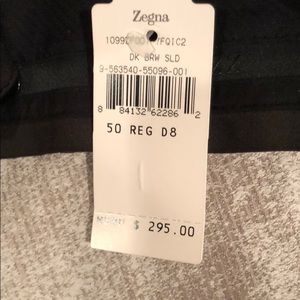 Zegna
DK BRW SLD
9-563540-55096-001
8 84132 62286 2
50 REG D8
$ 295.00